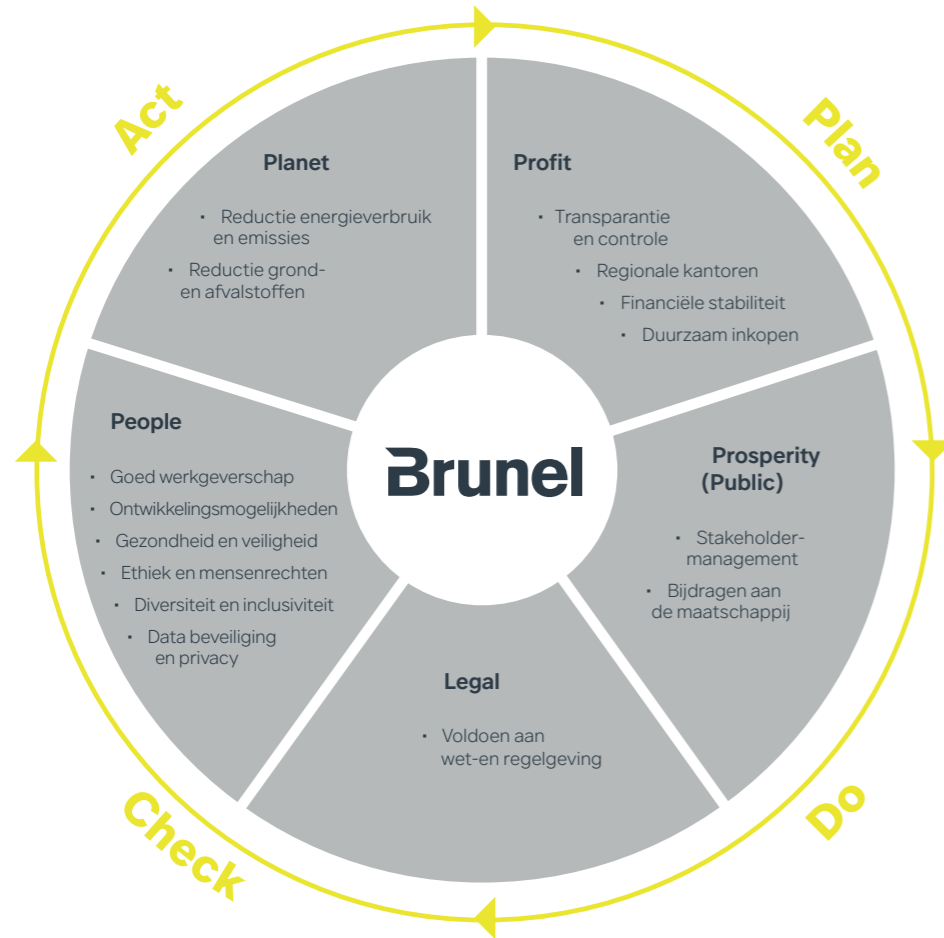 Act
Plan
Planet
• Reductie energieverbruik
en emissies
• Reductie grond-
en afvalstoffen
Profit
• Transparantie
en controle
• Regionale kantoren
• Financiële stabiliteit
• Duurzaam inkopen
People
• Goed werkgeverschap
• Ontwikkelingsmogelijkheden
• Gezondheid en veiligheid
• Ethiek en mensenrechten
• Diversiteit en inclusiviteit
• Data beveiliging
en privacy
Brunel
Prosperity
(Public)
• Stakeholder-
management
• Bijdragen aan
de maatschappij
Legal
• Voldoen aan
wet-en regelgeving
Check
Do